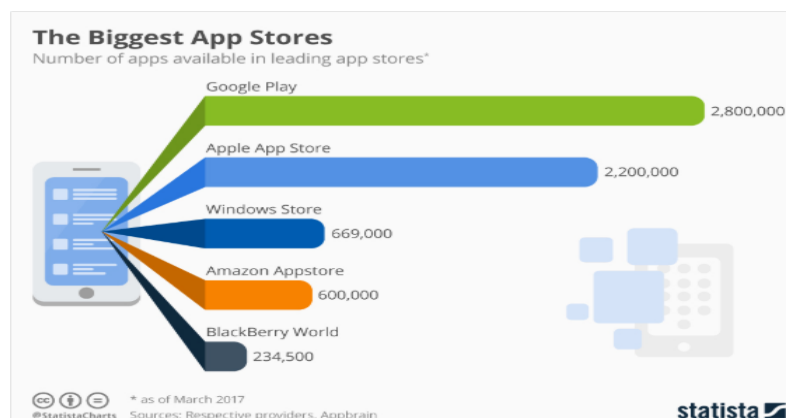 The Biggest App Stores
Number of apps available in leading app stores*
Google Play
2,800,000
Apple App Store
2,200,000
Windows Store
669,000
Amazon Appstore
600,000
BlackBerry World
234,500
* as of March 2017
@StatistaCharts Sources: Respective providers, Appbrain
statista